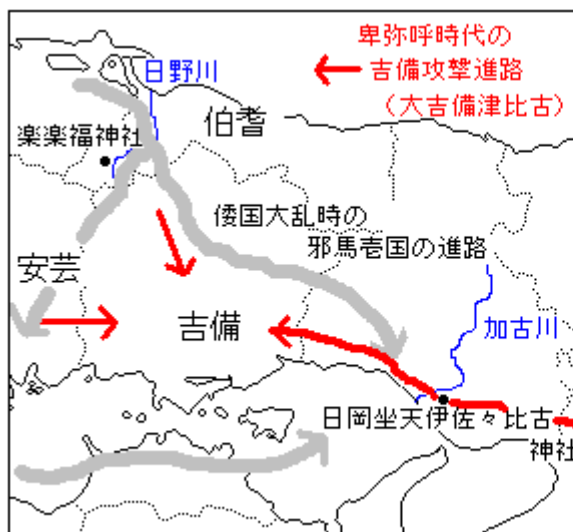 卑弥呼時代の
吉備攻撃進路
（大吉備津比古）
日野川
伯耆
楽楽福神社
倭国大乱時の
邪馬壱国の進路
安芸
吉備
加古川
日岡坐天伊佐々比古
神社